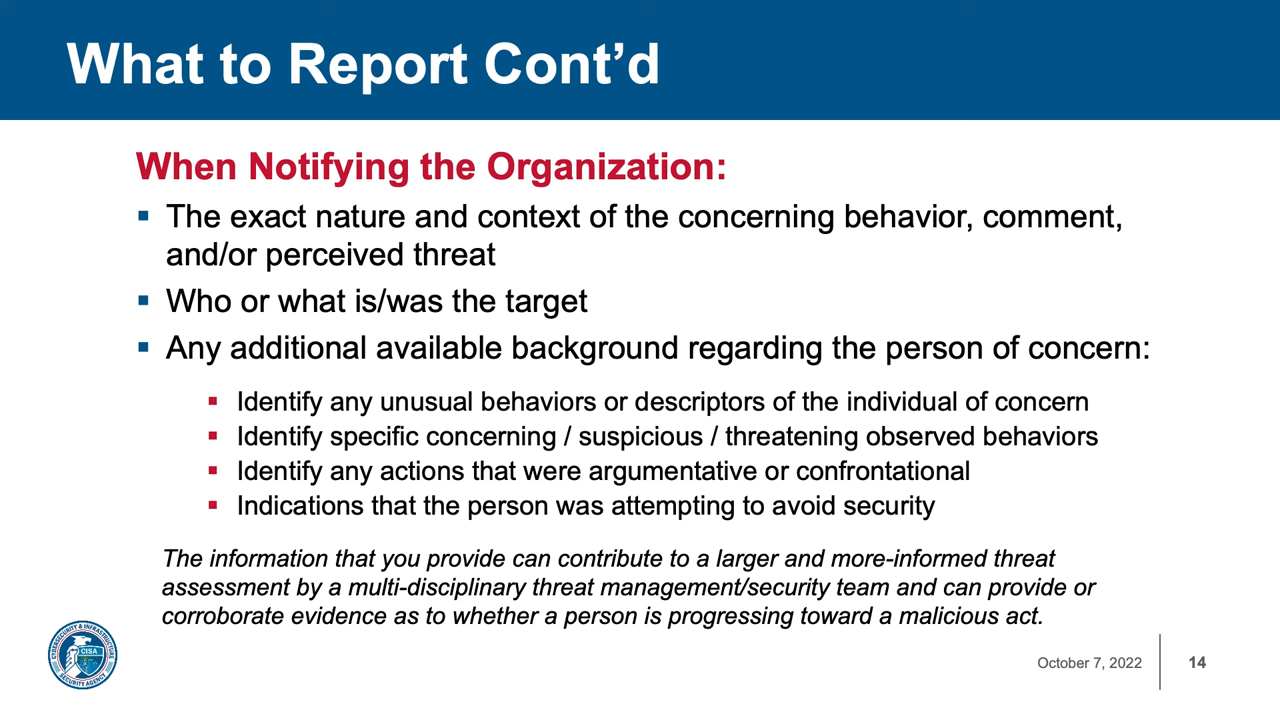 What to Report Cont’d
When Notifying the Organization:
▪ The exact nature and context of the concerning behavior, comment,
and/or perceived threat
▪ Who or what is/was the target
▪ Any additional available background regarding the person of concern:
▪ Identify any unusual behaviors or descriptors of the individual of concern
▪ Identify specific concerning / suspicious / threatening observed behaviors
▪ Identify any actions that were argumentative or confrontational
▪ Indications that the person was attempting to avoid security
The information that you provide can contribute to a larger and more-informed threat
assessment by a multi-disciplinary threat management/security team and can provide or
corroborate evidence as to whether a person is progressing toward a malicious act.
CYBERSECURITY & INFRASTRUCTURE
CISA
SECURITY AGENCY
October 7, 2022
14